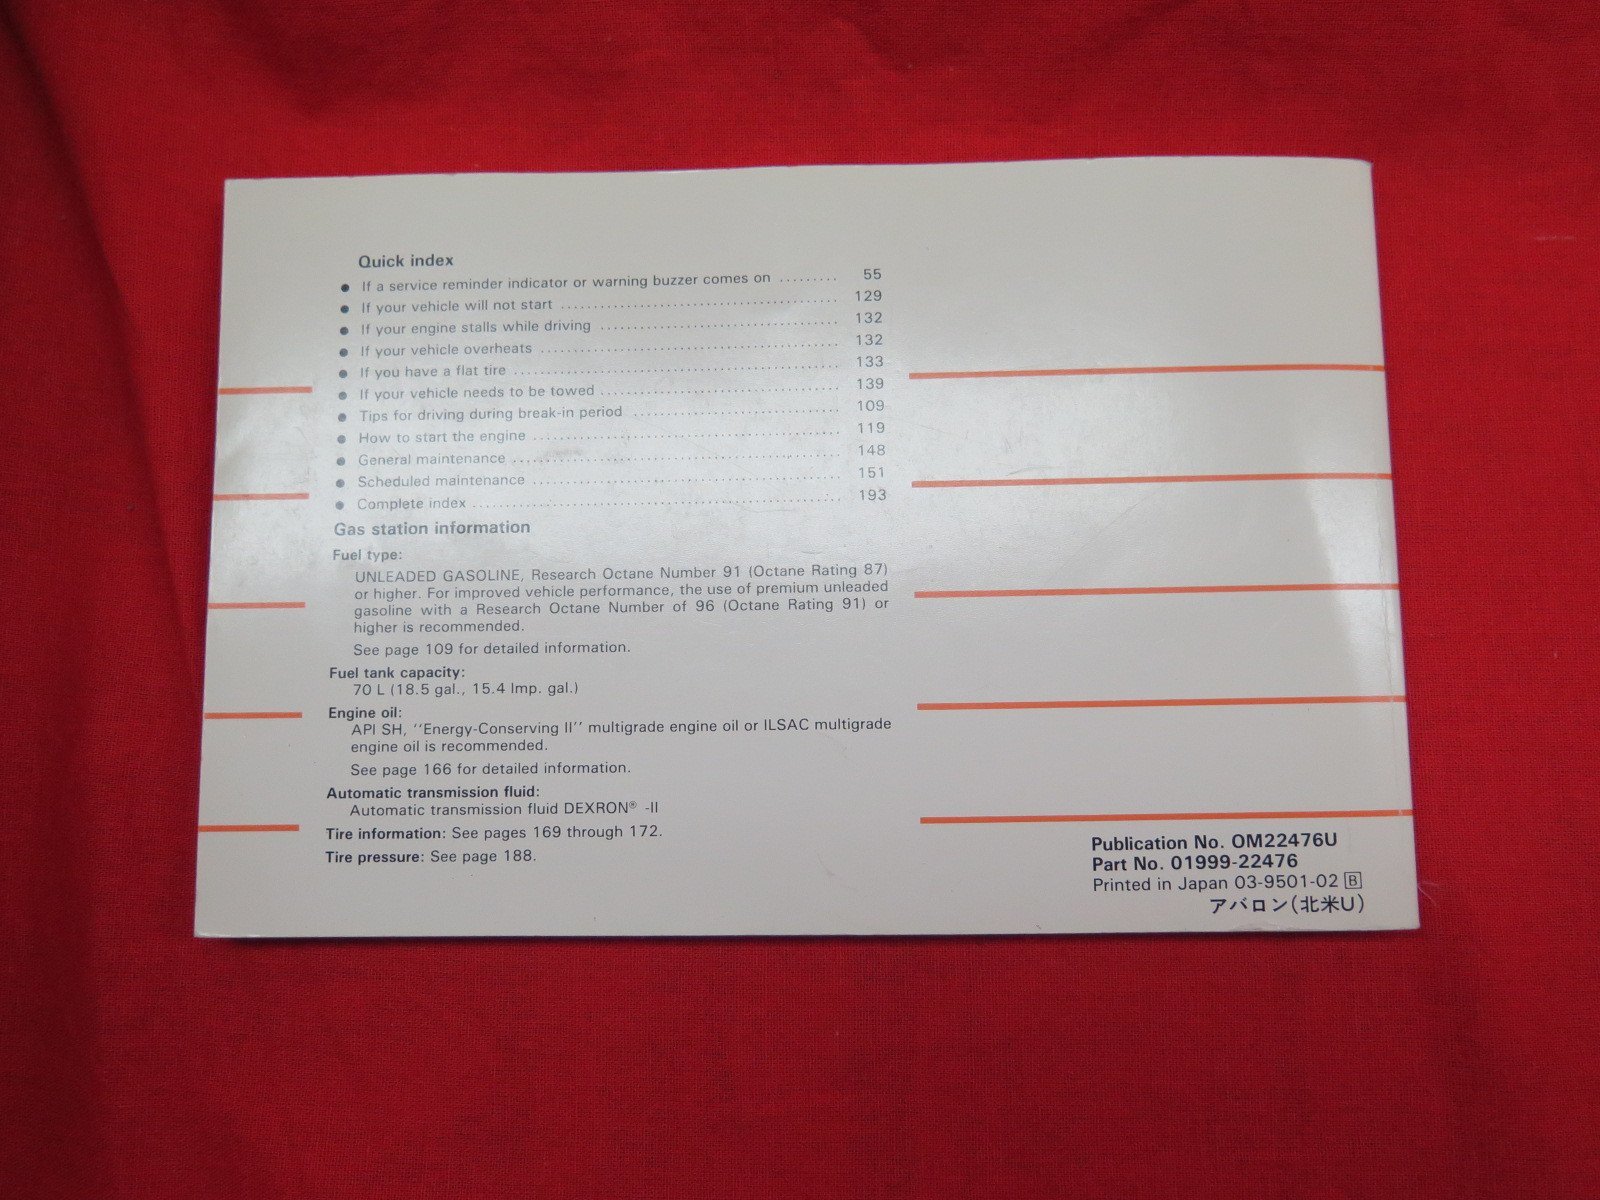 Quick index
● If a service reminder indicator or warning buzzer comes on ......... 55
● If your vehicle will not start ......... 129
● If your engine stalls while driving ......... 132
● If your vehicle overheats ......... 132
● If you have a flat tire ......... 133
● If your vehicle needs to be towed ......... 139
● Tips for driving during break-in period ......... 109
● How to start the engine ......... 119
● General maintenance ......... 148
● Scheduled maintenance ......... 151
● Complete index ......... 193
Gas station information
Fuel type:
UNLEADED GASOLINE, Research Octane Number 91 (Octane Rating 87)
or higher. For improved vehicle performance, the use of premium unleaded
gasoline with a Research Octane Number of 96 (Octane Rating 91) or
higher is recommended.
See page 109 for detailed information.
Fuel tank capacity:
70 L (18.5 gal., 15.4 Imp. gal.)
Engine oil:
API SH, ''Energy-Conserving II'' multigrade engine oil or ILSAC multigrade
engine oil is recommended.
See page 166 for detailed information.
Automatic transmission fluid:
Automatic transmission fluid DEXRON® -II
Tire information: See pages 169 through 172.
Tire pressure: See page 188.
Publication No. OM22476U
Part No. 01999-22476
Printed in Japan 03-9501-02 B
アバロン(北米U)